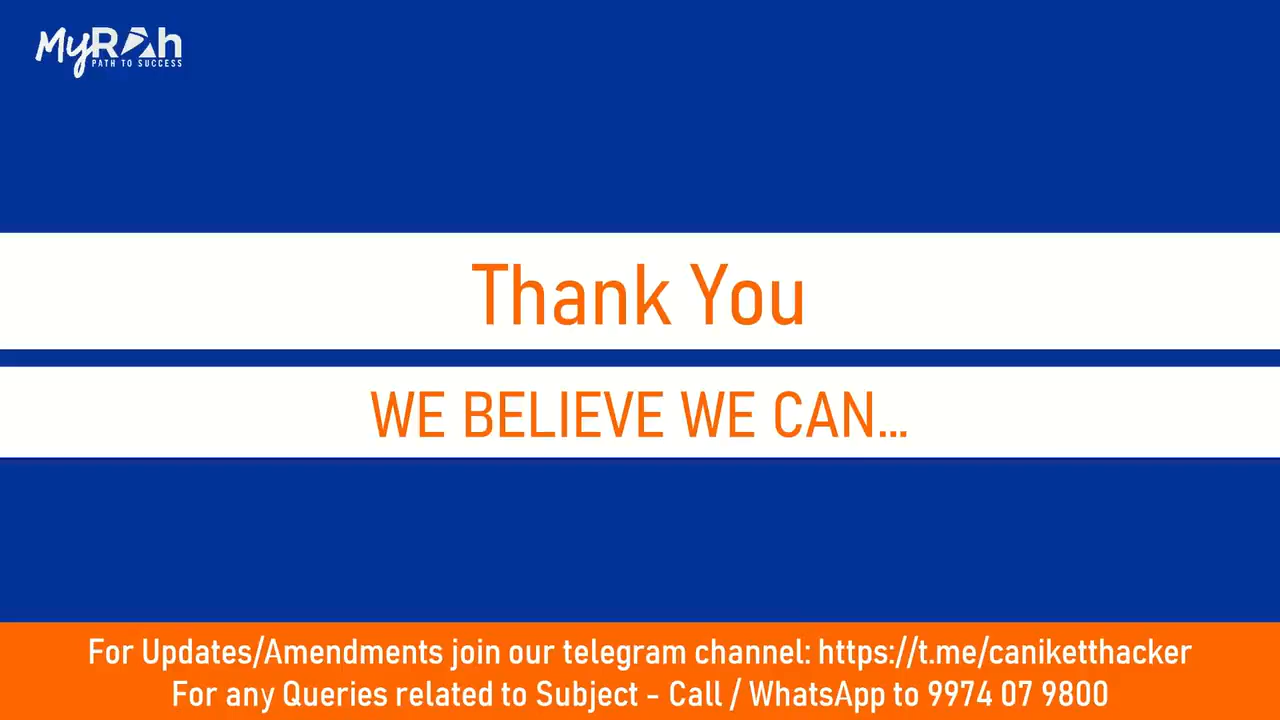 MyRah
PATH TO SUCCESS
Thank You
WE BELIEVE WE CAN...
For Updates/Amendments join our telegram channel: https://t.me/caniketthacker
For any Queries related to Subject - Call / WhatsApp to 9974 07 9800